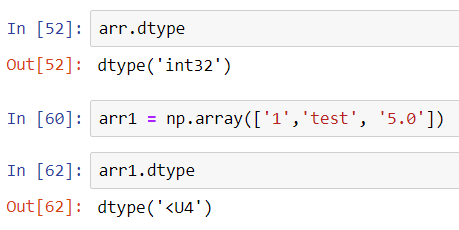 In [52]: arr.dtype
Out[52]: dtype('int32')
In [60]: arr1 = np.array(['1','test', '5.0'])
In [62]: arr1.dtype
Out[62]: dtype('<U4')